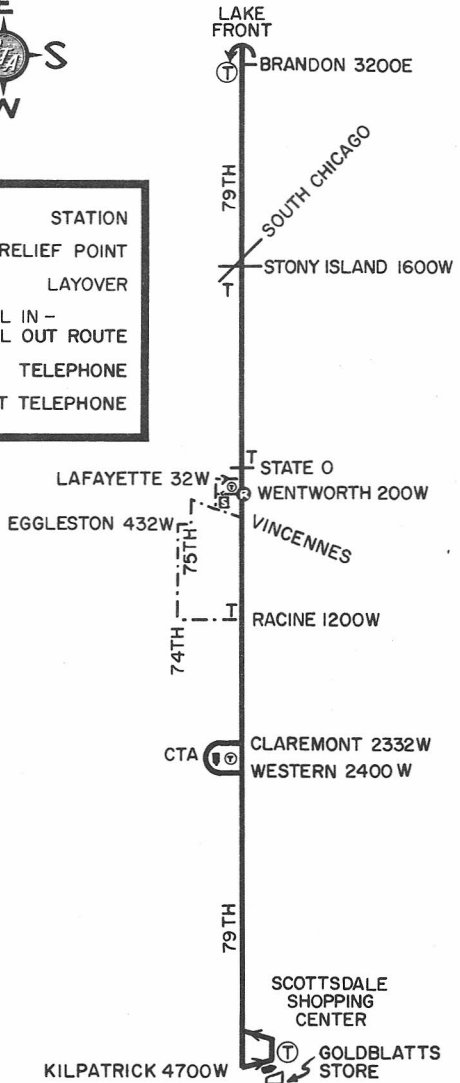 LAKE
FRONT
T
BRANDON 3200E
S
79TH
SOUTH CHICAGO
STATION
RELIEF POINT
LAYOVER
L IN –
L OUT ROUTE
TELEPHONE
T TELEPHONE
STONY ISLAND 1600W
T
T
STATE 0
LAFAYETTE 32W
T
R
WENTWORTH 200W
S
EGGLESTON 432W
VINCENNES
75TH
T
RACINE 1200W
74TH
CTA
T
CLAREMONT 2332W
WESTERN 2400W
79TH
SCOTTSDALE
SHOPPING
CENTER
T
GOLDBLATTS
STORE
KILPATRICK 4700W